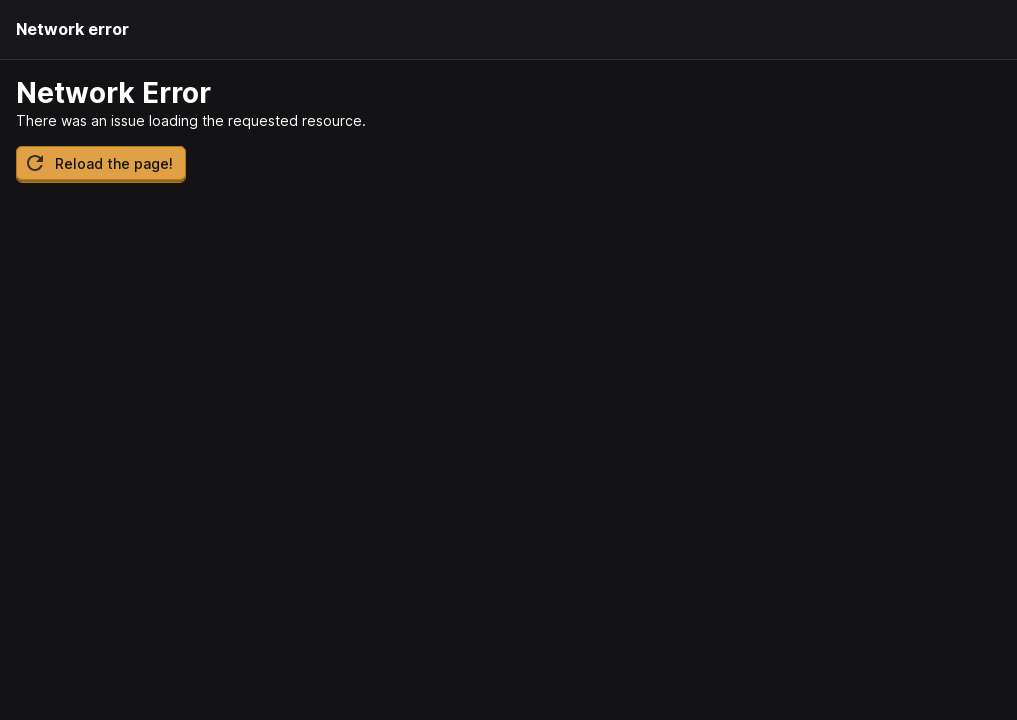 Network error
Network Error
There was an issue loading the requested resource.
Reload the page!